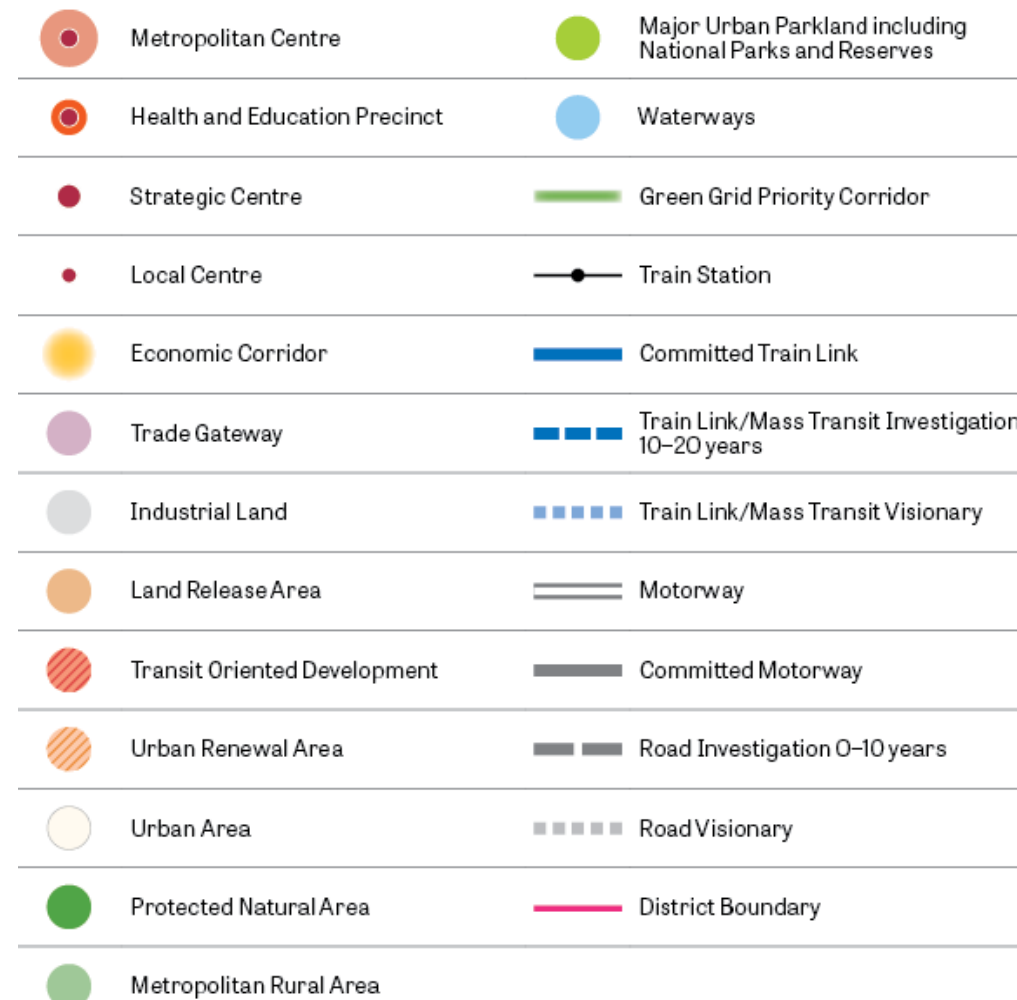 Metropolitan Centre
Health and Education Precinct
Strategic Centre
Local Centre
Economic Corridor
Trade Gateway
Industrial Land
Land Release Area
Transit Oriented Development
Urban Renewal Area
Urban Area
Protected Natural Area
Metropolitan Rural Area
Major Urban Parkland including
National Parks and Reserves
Waterways
Green Grid Priority Corridor
Train Station
Committed Train Link
Train Link/Mass Transit Investigation
10–20 years
Train Link/Mass Transit Visionary
Motorway
Committed Motorway
Road Investigation 0–10 years
Road Visionary
District Boundary